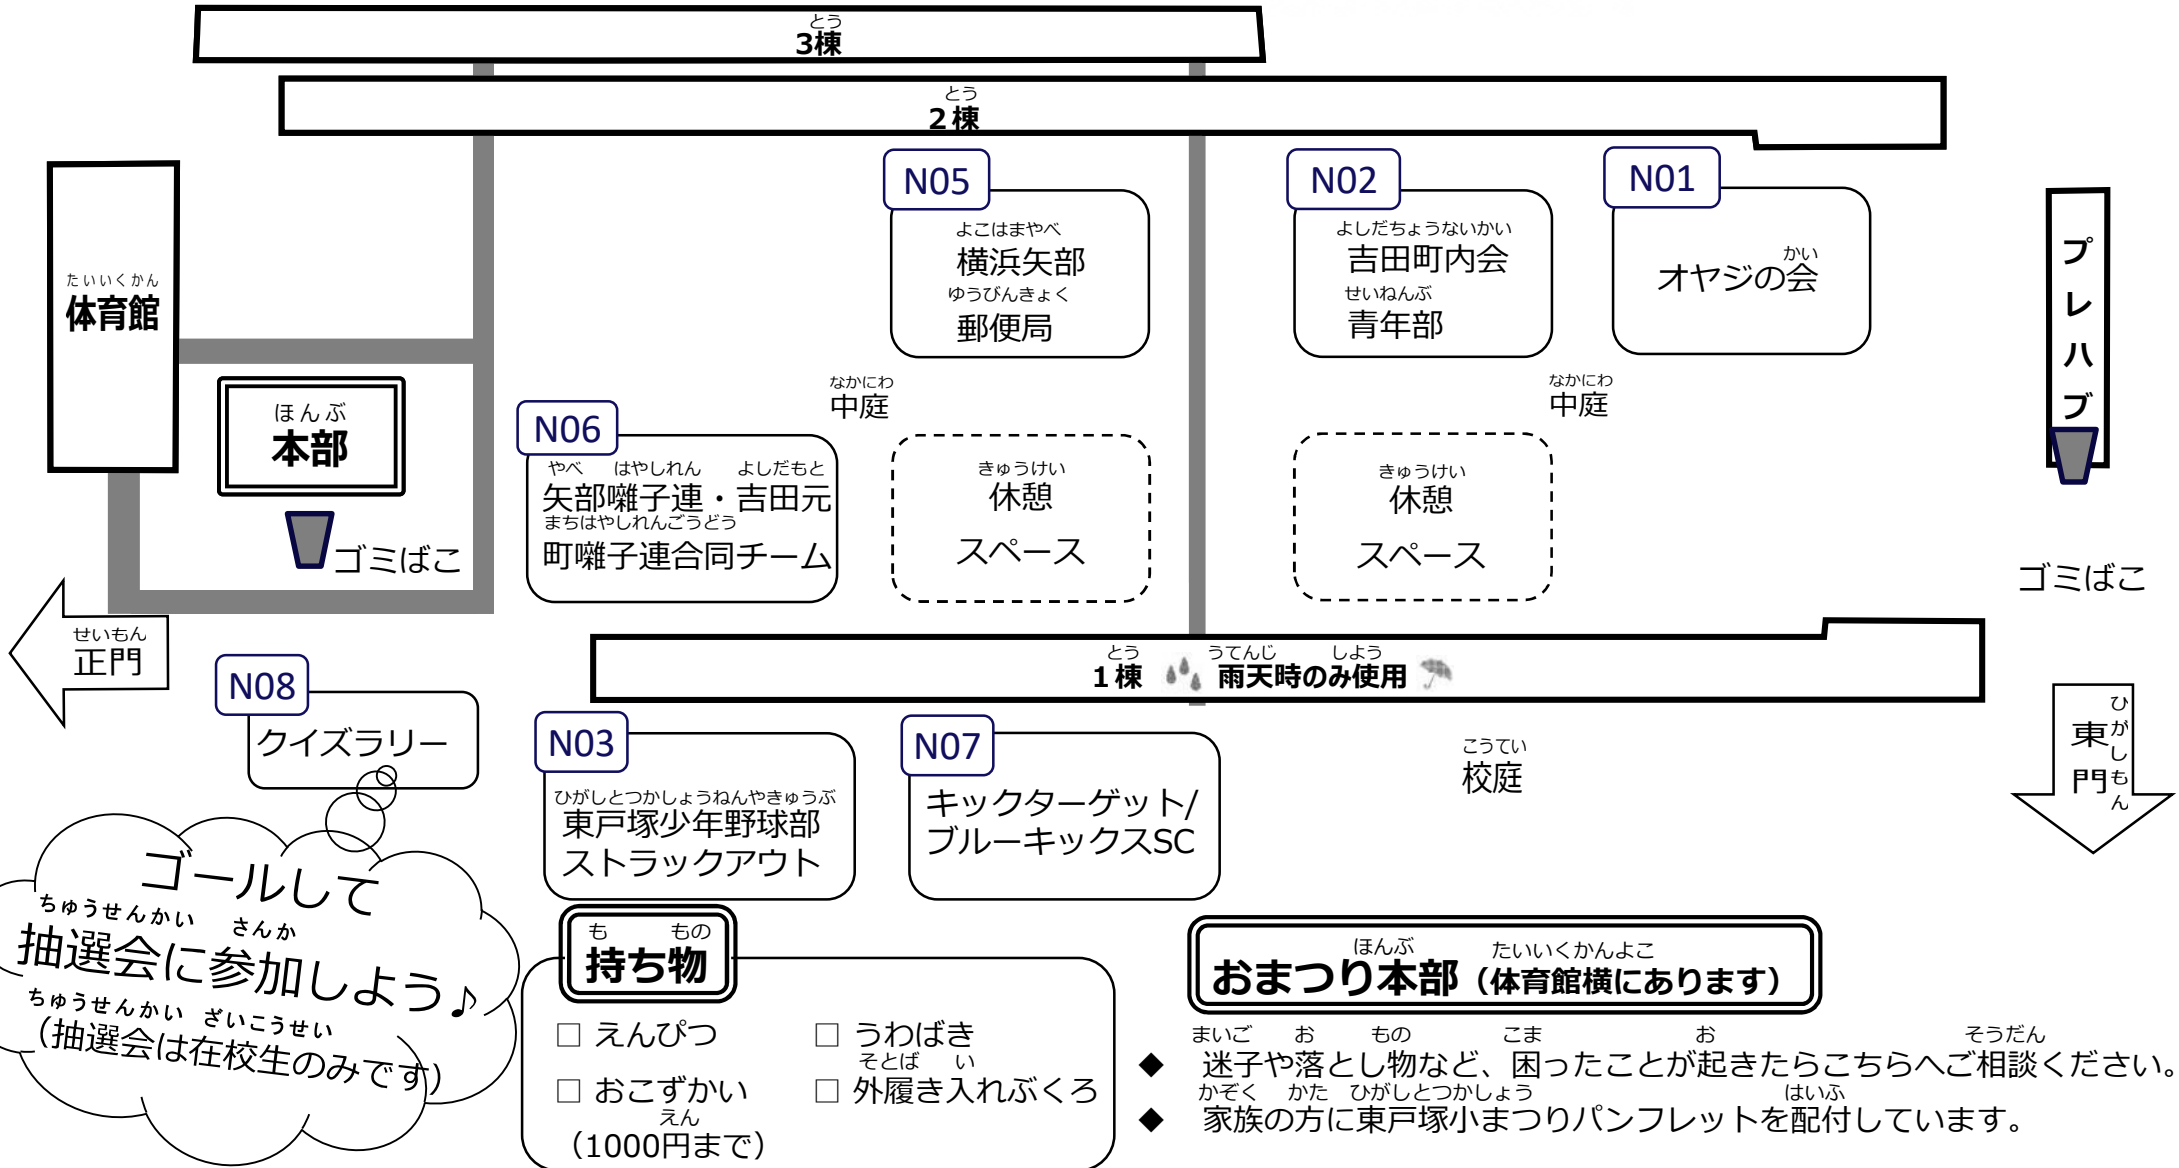 とう
3棟
とう
2棟
N05
よこはまやべ
横浜矢部
ゆうびんきょく
郵便局
N02
よしだちょうないかい
吉田町内会
せいねんぶ
青年部
N01
かい
オヤジの会
プレハブ
たいいくかん
体育館
ほんぶ
本部
ゴミばこ
なかにわ
中庭
なかにわ
中庭
N06
やべ はやしれん よしだもと
矢部囃子連・吉田元
まちはやしれんごうどう
町囃子連合同チーム
きゅうけい
休憩
スペース
きゅうけい
休憩
スペース
ゴミばこ
せいもん
正門
とう うてんじ しよう
1棟 雨天時のみ使用
N08
クイズラリー
N03
ひがしとつかしょうねんやきゅうぶ
東戸塚少年野球部
ストラックアウト
N07
キックターゲット/
ブルーキックスSC
こうてい
校庭
ひがしもん
東門
ゴールして
ちゅうせんかい さんか
抽選会に参加しよう♪
ちゅうせんかい ざいこうせい
（抽選会は在校生のみです）
も もの
持ち物
□ えんぴつ
□ うわばき
そとば い
□ おこずかい
□ 外履き入れぶくろ
えん
（1000円まで）
ほんぶ たいいくかんよこ
おまつり本部（体育館横にあります）
まいご お もの こま お そうだん
◆ 迷子や落とし物など、困ったことが起きたらこちらへご相談ください。
かぞく かた ひがしとつかしょう はいふ
◆ 家族の方に東戸塚小まつりパンフレットを配付しています。